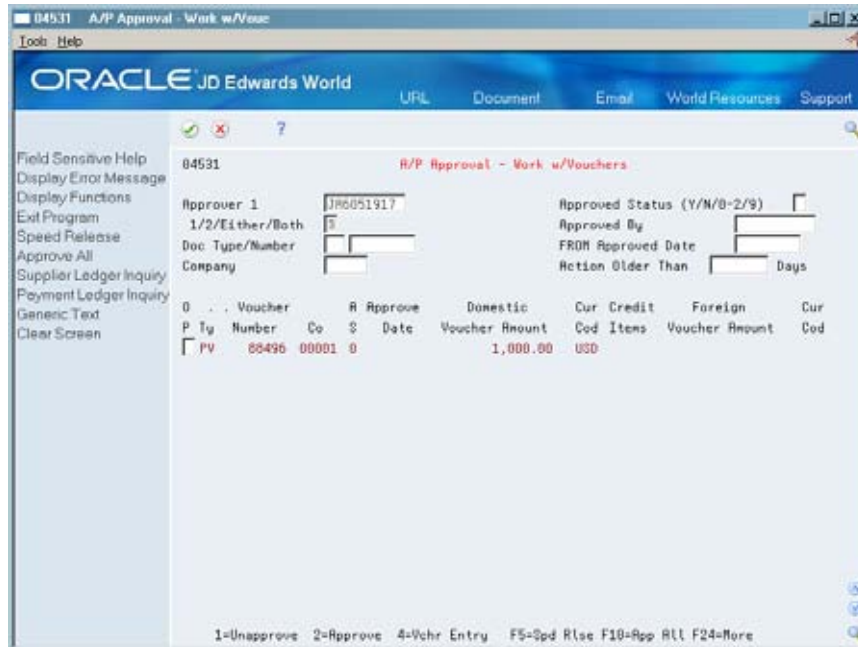 04531 A/P Approval - Work w/Vouc
Tools Help
ORACLE JD Edwards World
URL Document Email World Resources Support
?
Field Sensitive Help
Display Error Message
Display Functions
Exit Program
Speed Release
Approve All
Supplier Ledger Inquiry
Payment Ledger Inquiry
Generic Text
Clear Screen
04531 A/P Approval - Work w/Vouchers
Approver 1 JM6051917 Approved Status (Y/N/0-2/9)
1/2/Either/Both Approved By
Doc Type/Number FROM Approved Date
Company Action Older Than Days
O . . Voucher A Approve Domestic Cur Credit Foreign Cur
P Ty Number Co S Date Voucher Amount Cod Items Voucher Amount Cod
PV 88496 00001 0 1,000.00 USD
1=Unapprove 2=Approve 4=Vchr Entry F5=Spd Rlse F10=App All F24=More